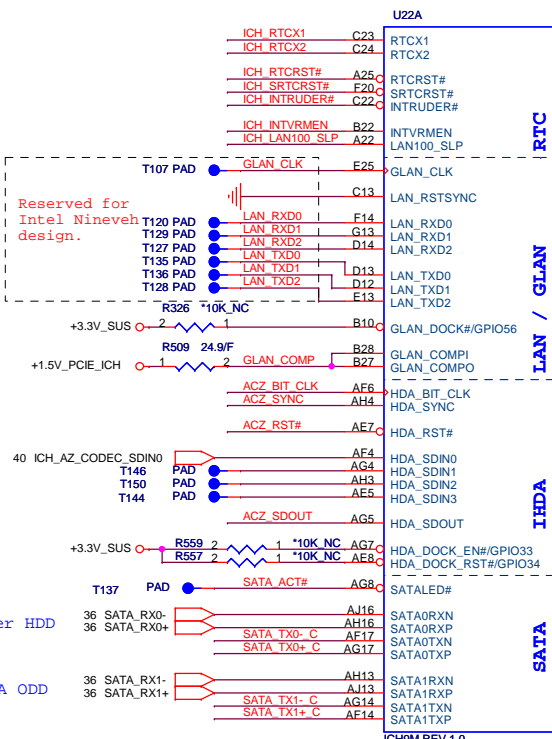 U22A
ICH_RTCX1 C23 RTCX1
ICH_RTCX2 C24 RTCX2
ICH_RTCRST# A25 RTCRST#
ICH_SRTCRST# F20 SRTCRST#
ICH_INTRUDER# C22 INTRUDER#
RTC
ICH_INTVRMEN B22 INTVRMEN
ICH_LAN100_SLP A22 LAN100_SLP
T107 PAD GLAN_CLK E25 GLAN_CLK
C13 LAN_RSTSYNC
Reserved for
Intel Nineveh
design.
T120 PAD LAN_RXD0 F14 LAN_RXD0
T129 PAD LAN_RXD1 G13 LAN_RXD1
T127 PAD LAN_RXD2 D14 LAN_RXD2
T135 PAD LAN_TXD0 D13 LAN_TXD0
T136 PAD LAN_TXD1 D12 LAN_TXD1
T128 PAD LAN_TXD2 E13 LAN_TXD2
LAN / GLAN
R326 *10K_NC
+3.3V_SUS 2 1 B10 GLAN_DOCK#/GPIO56
R509 24.9/F
B28 GLAN_COMPI
+1.5V_PCIE_ICH 1 2 GLAN_COMP B27 GLAN_COMPO
ACZ_BIT_CLK AF6 HDA_BIT_CLK
ACZ_SYNC AH4 HDA_SYNC
ACZ_RST# AE7 HDA_RST#
40 ICH_AZ_CODEC_SDIN0 AF4 HDA_SDIN0
T146 PAD AG4 HDA_SDIN1
T150 PAD AH3 HDA_SDIN2
T144 PAD AE5 HDA_SDIN3
IHDA
ACZ_SDOUT AG5 HDA_SDOUT
+3.3V_SUS R559 2 1 *10K_NC AG7 HDA_DOCK_EN#/GPIO33
R557 2 1 *10K_NC AE8 HDA_DOCK_RST#/GPIO34
T137 PAD SATA_ACT# AG8 SATALED#
er HDD 36 SATA_RX0- AJ16 SATA0RXN
36 SATA_RX0+ AH16 SATA0RXP
SATA_TX0-_C AF17 SATA0TXN
SATA_TX0+_C AG17 SATA0TXP
SATA
A ODD 36 SATA_RX1- AH13 SATA1RXN
36 SATA_RX1+ AJ13 SATA1RXP
SATA_TX1-_C AG14 SATA1TXN
SATA_TX1+_C AF14 SATA1TXP
ICH9M REV 1.0